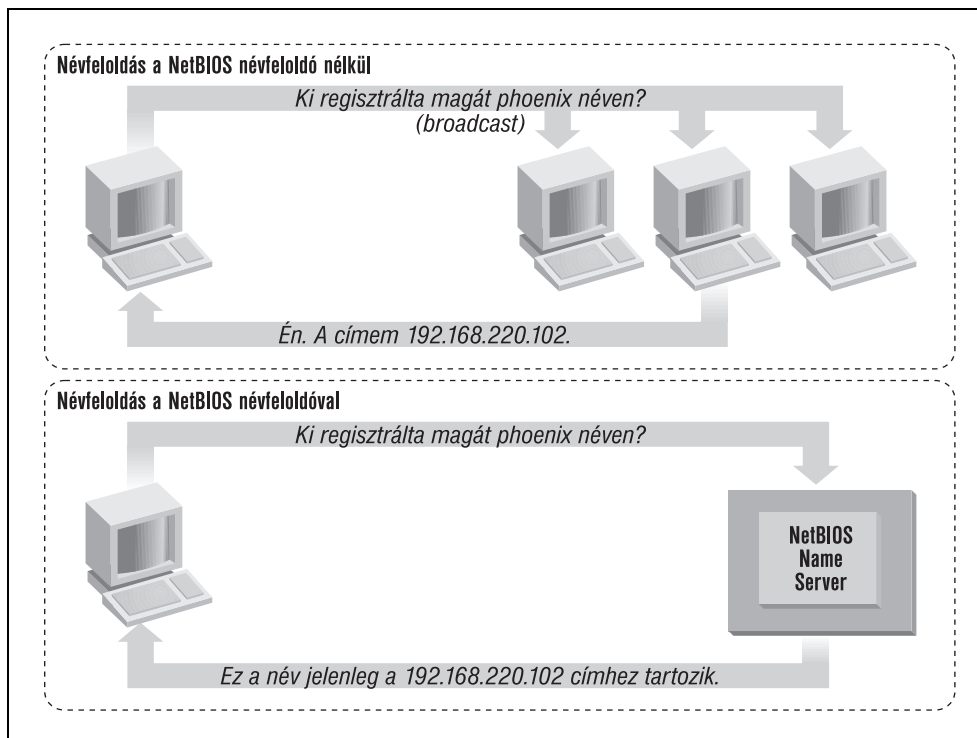 Névfeloldás a NetBIOS névfeloldó nélkül
Ki regisztrálta magát phoenix néven?
(broadcast)
Én. A címem 192.168.220.102.
Névfeloldás a NetBIOS névfeloldóval
Ki regisztrálta magát phoenix néven?
NetBIOS
Name
Server
Ez a név jelenleg a 192.168.220.102 címhez tartozik.